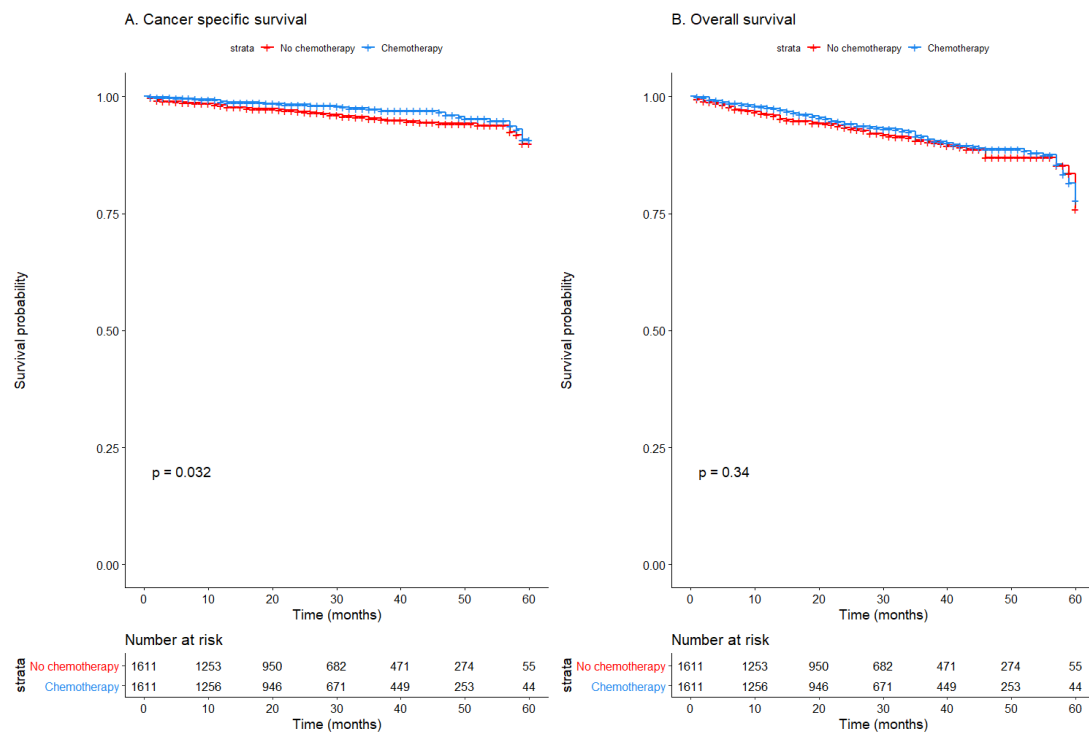 A. Cancer specific survival
strata No chemotherapy Chemotherapy
Survival probability
1.00
0.75
0.50
0.25
0.00
p = 0.032
0 10 20 30 40 50 60
Time (months)
Number at risk
strata
No chemotherapy 1611 1253 950 682 471 274 55
Chemotherapy 1611 1256 946 671 449 253 44
0 10 20 30 40 50 60
Time (months)
B. Overall survival
strata No chemotherapy Chemotherapy
Survival probability
1.00
0.75
0.50
0.25
0.00
p = 0.34
0 10 20 30 40 50 60
Time (months)
Number at risk
strata
No chemotherapy 1611 1253 950 682 471 274 55
Chemotherapy 1611 1256 946 671 449 253 44
0 10 20 30 40 50 60
Time (months)